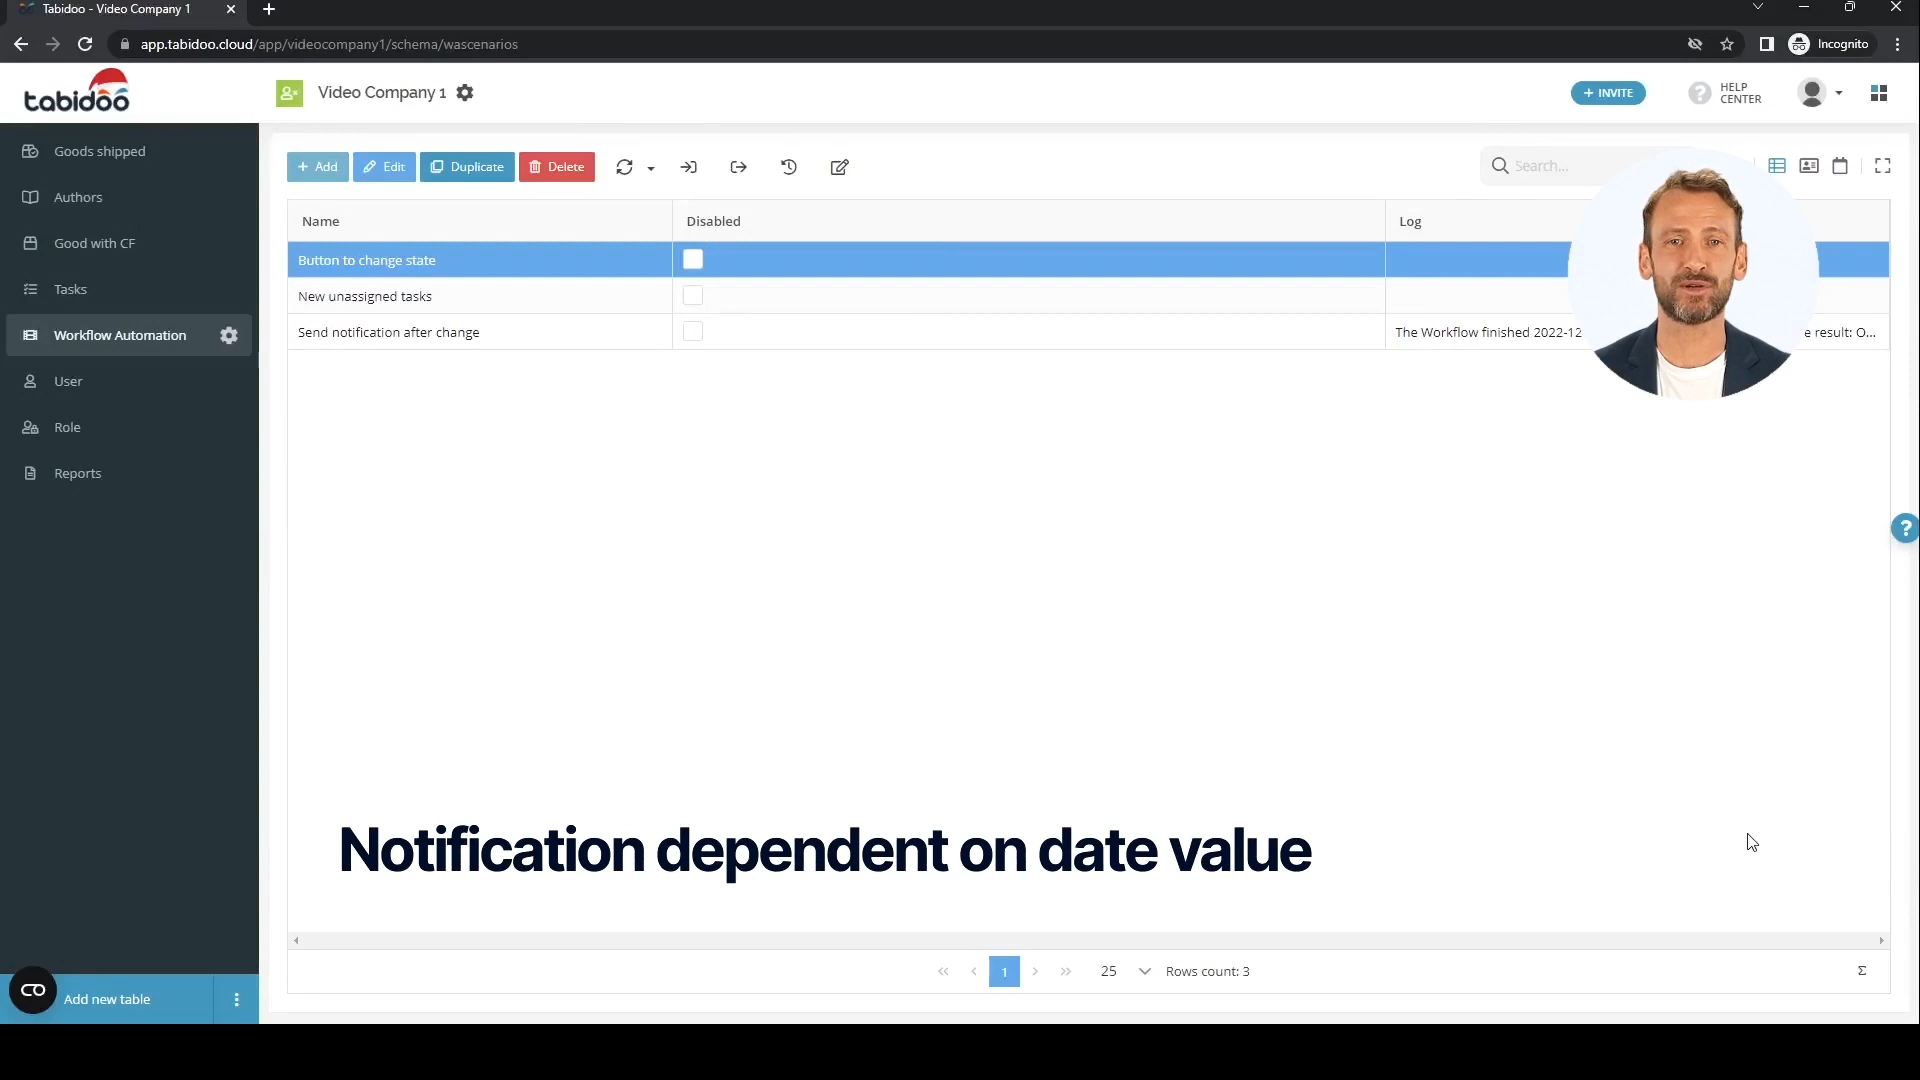 Tabidoo - Video Company 1
app.tabidoo.cloud/app/videocompany1/schema/wascenarios
Incognito
tabidoo
Video Company 1
+ INVITE
? HELP CENTER
Goods shipped
Authors
Good with CF
Tasks
Workflow Automation
User
Role
Reports
Add new table
+ Add
Edit
Duplicate
Delete
Search...
Name
Disabled
Log
Button to change state
New unassigned tasks
Send notification after change
The Workflow finished 2022-12
e result: O...
?
Notification dependent on date value
1
25
Rows count: 3
Σ